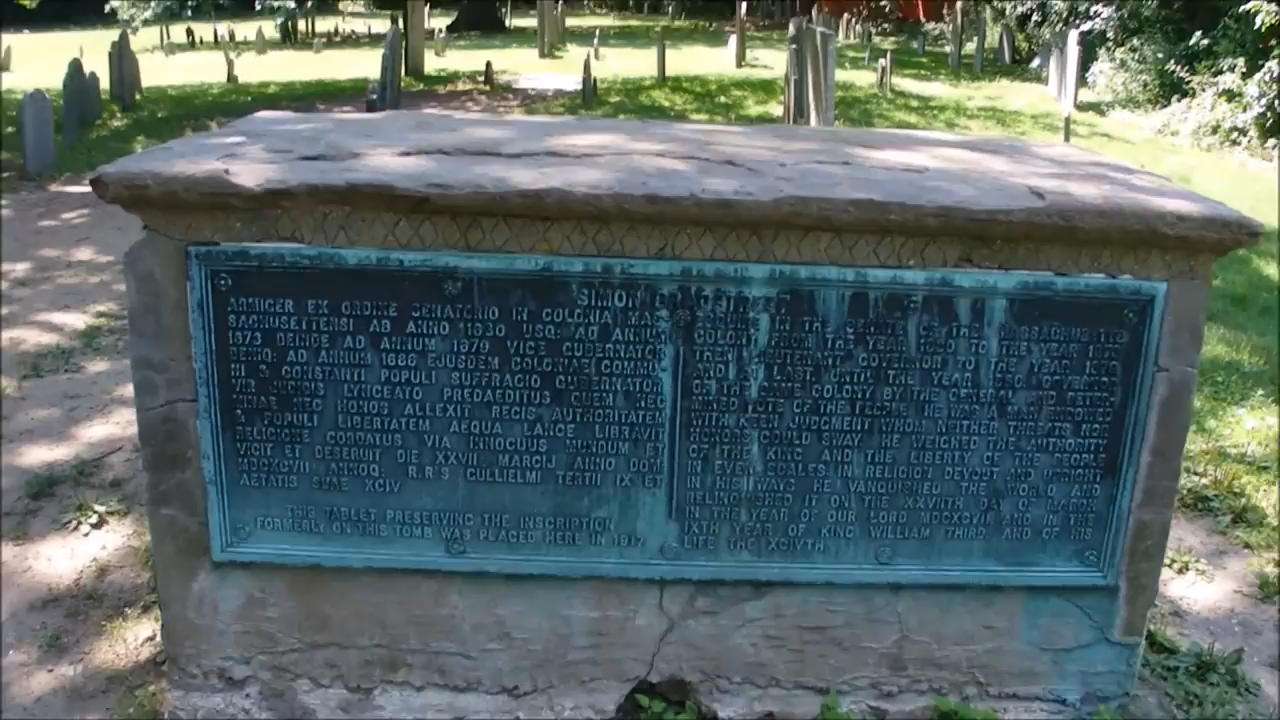 SIMON
ARMIGER EX ORDINE SENATORIO IN COLONIA MAS
SACHUSETTENSI AB ANNO 1630 USQ: AD ANNUM
1673 DEINDE AD ANNUM 1679 VICE GUBERNATOR
DENIQ: AD ANNUM 1686 EJUSDEM COLONIAE COMMU
NI & CONSTANTI POPULI SUFFRAGIO GUBERNATOR
VIR JUDICIS LYNCEATO PREDAEDITUS QUEM NEC
MINAE NEC HONOS ALLEXIT REGIS AUTHORITATEM
& POPULI LIBERTATEM AEQUA LANCE LIBRAVIT
RELIGIONE CORDATUS VIA INNOCUUS MUNDUM ET
VICIT ET DESERUIT DIE XXVII MARCIJ ANNO DOM
MDCXCVII ANNOQ. R.R'S GULLIELMI TERTII IX ET
AETATIS SUAE XCIV
THIS TABLET PRESERVING THE INSCRIPTION
FORMERLY ON THIS TOMB WAS PLACED HERE IN 1917
IN THE SENATE OF THE MASSACHUSETTS
COLONY FROM THE YEAR 1630 TO THE YEAR 1673
THEN LIEUTENANT GOVERNOR TO THE YEAR 1679
AND AT LAST, UNTIL THE YEAR 1686, GOVERNOR
OF THE SAME COLONY BY THE GENERAL AND DETER
MINED VOTE OF THE PEOPLE HE WAS A MAN ENDOWED
WITH KEEN JUDGMENT WHOM NEITHER THREATS NOR
HONORS COULD SWAY. HE WEIGHED THE AUTHORITY
OF THE KING AND THE LIBERTY OF THE PEOPLE
IN EVEN SCALES. IN RELIGION DEVOUT AND UPRIGHT
IN HIS WAYS HE VANQUISHED THE WORLD AND
RELINQUISHED IT ON THE XXVIITH DAY OF MARCH
IN THE YEAR OF OUR LORD MDCXCVII AND IN THE
IXTH YEAR OF KING WILLIAM THIRD AND OF HIS
LIFE THE XCIVTH